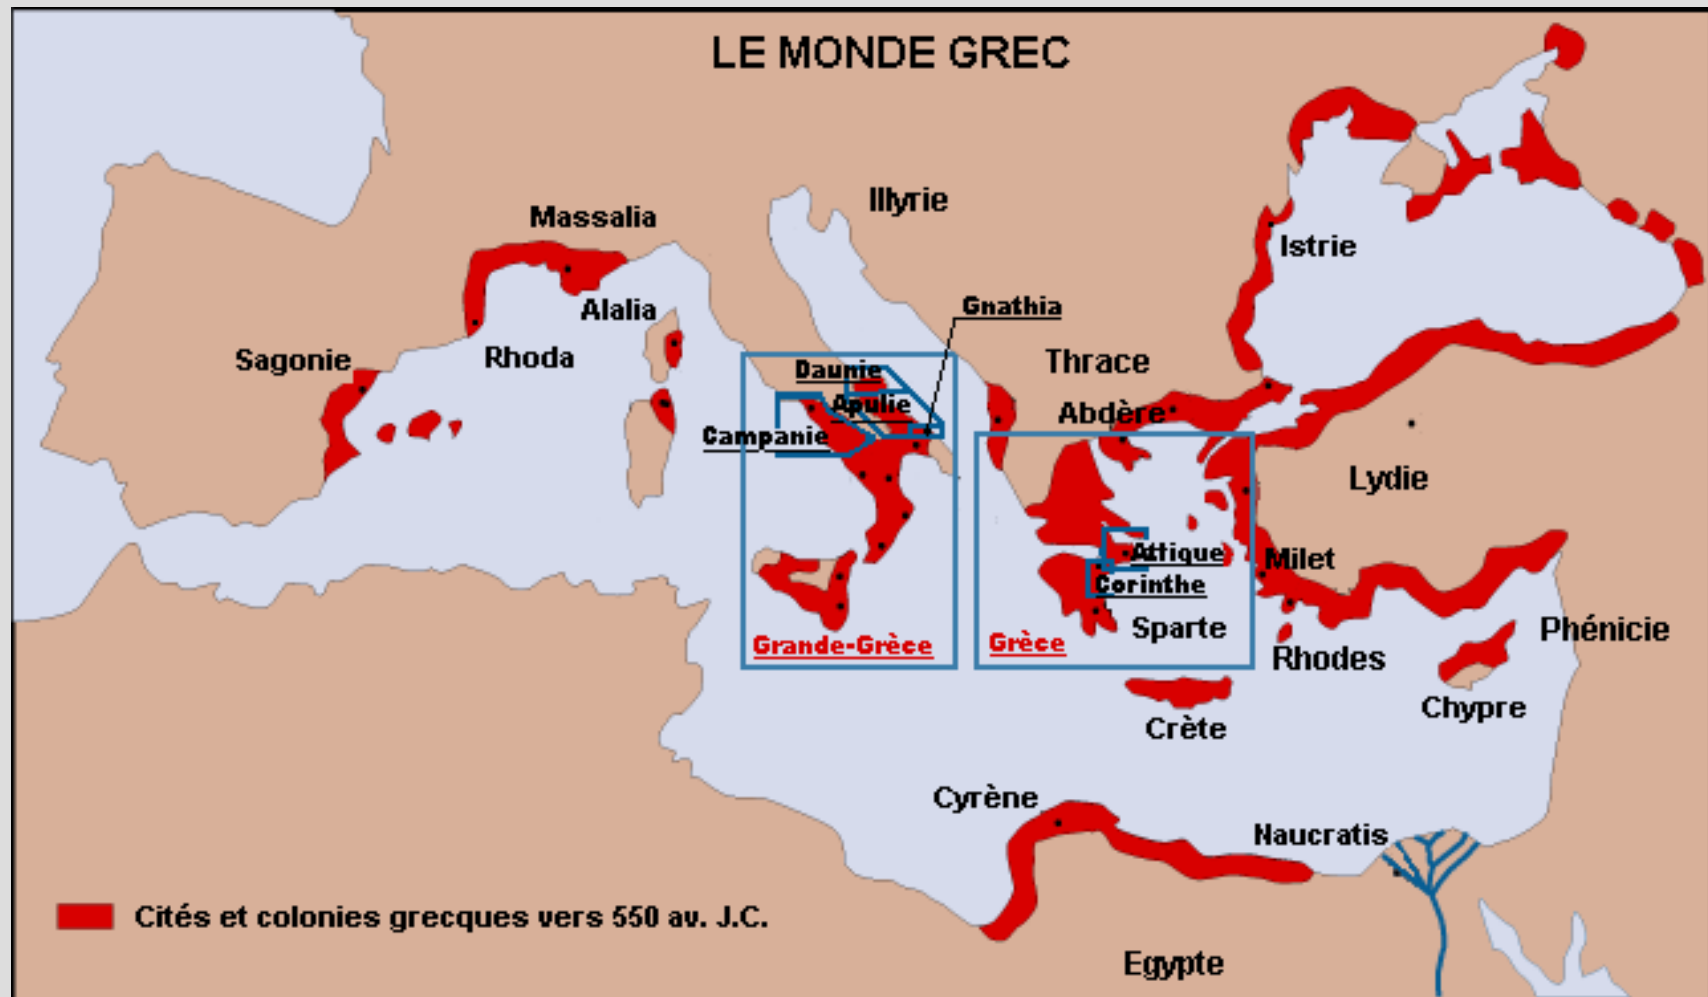 LE MONDE GREC
Illyrie
Massalia
Istrie
Gnathia
Alalia
Sagonie
Rhoda
Thrace
Daunie
Apulie
Abdère
Campanie
Lydie
Attique
Milet
Corinthe
Sparte
Phénicie
Grande-Grèce
Grèce
Rhodes
Chypre
Crète
Cyrène
Naucratis
Cités et colonies grecques vers 550 av. J.C.
Egypte